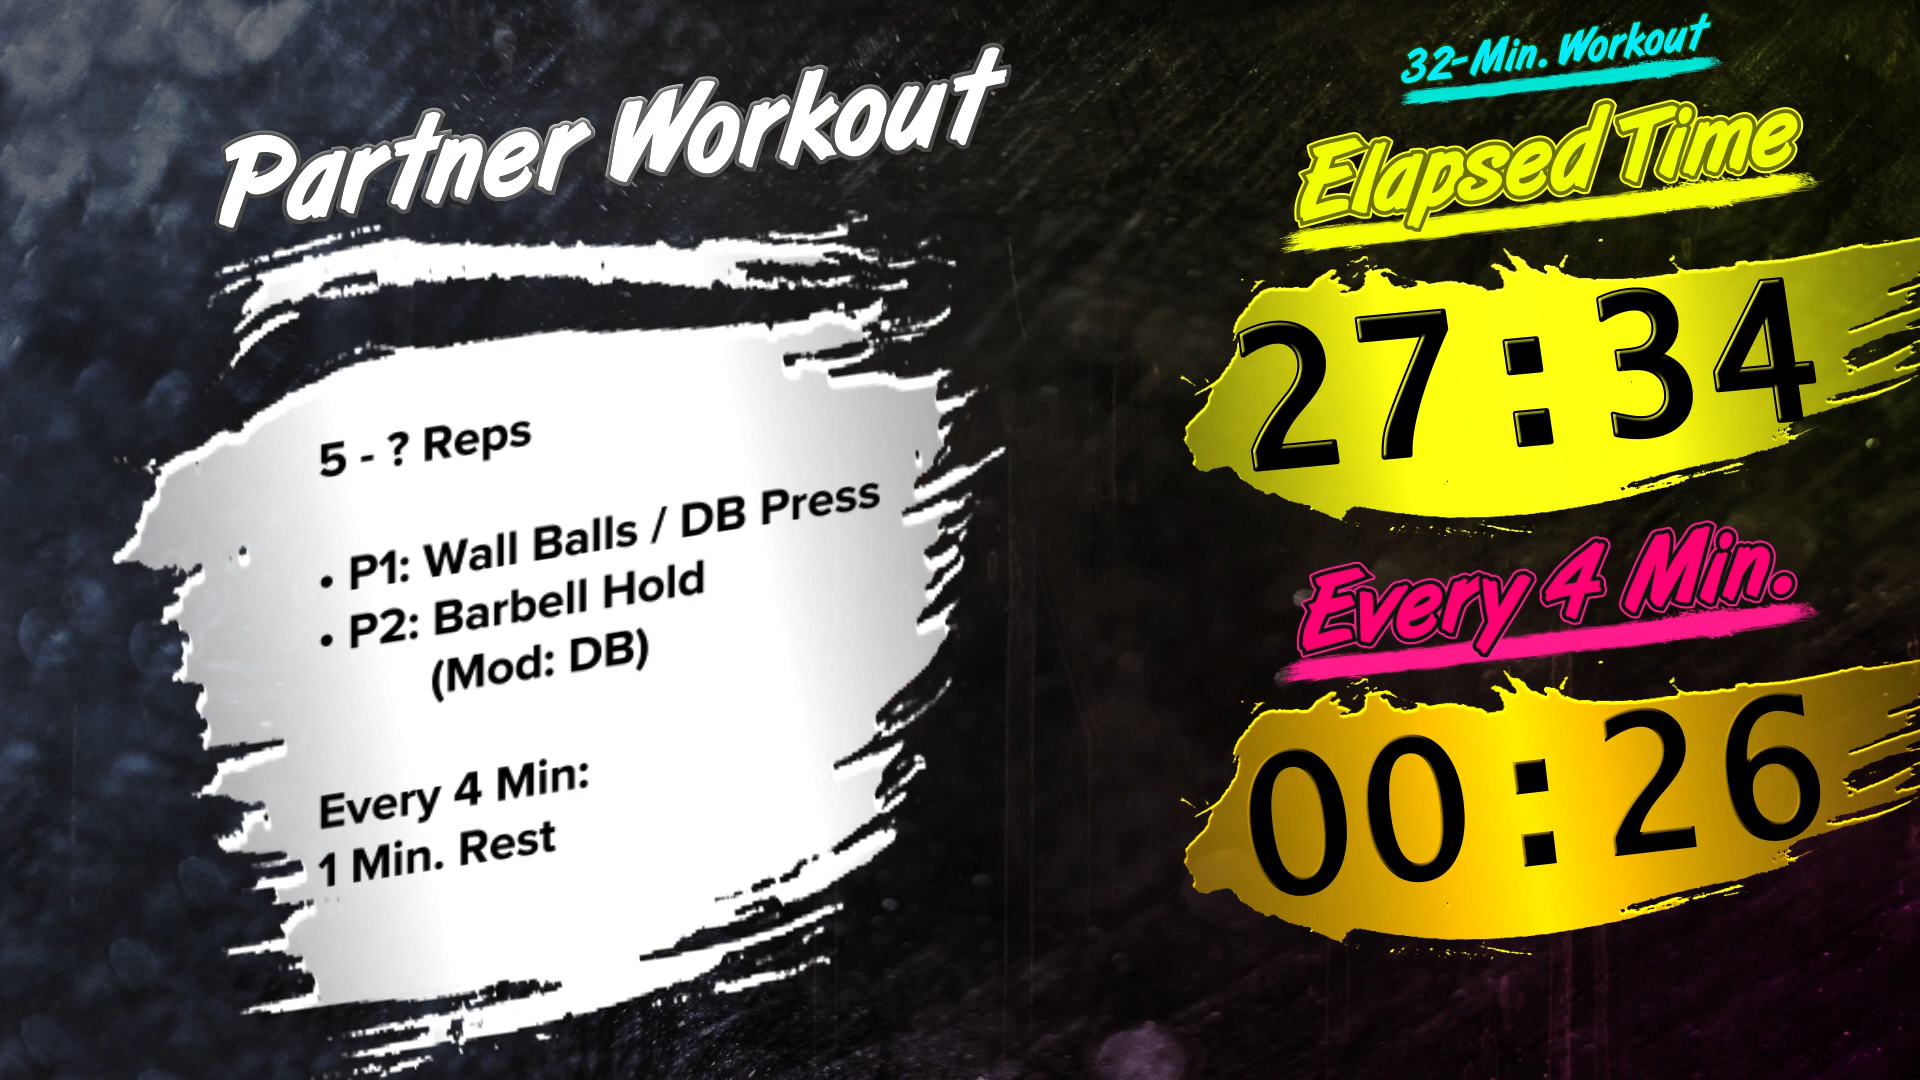 Partner Workout
5 - ? Reps
• P1: Wall Balls / DB Press
• P2: Barbell Hold
(Mod: DB)
Every 4 Min:
1 Min. Rest
32-Min. Workout
Elapsed Time
27:34
Every 4 Min.
00:26